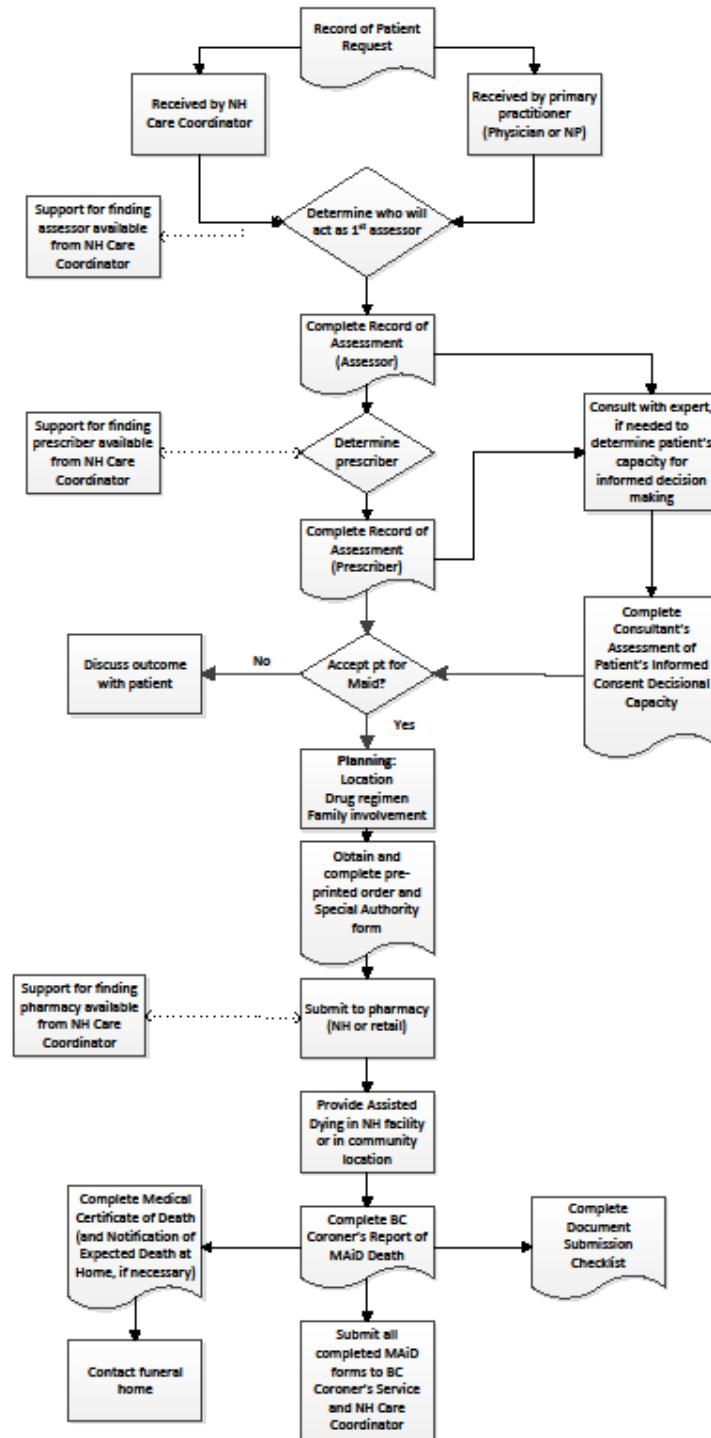 Record of Patient
Request
Received by NH
Care Coordinator
Received by primary
practitioner
(Physician or NP)
Support for finding
assessor available
from NH Care
Coordinator
Determine who will
act as 1st assessor
Complete Record of
Assessment
(Assessor)
Consult with expert,
if needed to
determine patient's
capacity for
informed decision
making
Support for finding
prescriber available
from NH Care
Coordinator
Determine
prescriber
Complete Record of
Assessment
(Prescriber)
Complete
Consultant's
Assessment of
Patient's Informed
Consent Decisional
Capacity
Discuss outcome
with patient
No
Accept pt for
Maid?
Yes
Planning:
Location
Drug regimen
Family involvement
Obtain and
complete pre-
printed order and
Special Authority
form
Support for finding
pharmacy available
from NH Care
Coordinator
Submit to pharmacy
(NH or retail)
Provide Assisted
Dying in NH facility
or in community
location
Complete Medical
Certificate of Death
(and Notification of
Expected Death at
Home, if necessary)
Complete BC
Coroner's Report of
MAiD Death
Complete
Document
Submission
Checklist
Contact funeral
home
Submit all
completed MAiD
forms to BC
Coroner's Service
and NH Care
Coordinator